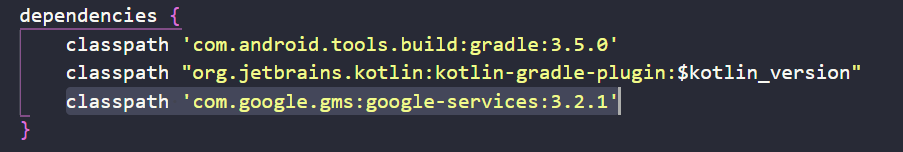 dependencies {
classpath 'com.android.tools.build:gradle:3.5.0'
classpath "org.jetbrains.kotlin:kotlin-gradle-plugin:$kotlin_version"
classpath 'com.google.gms:google-services:3.2.1'
}